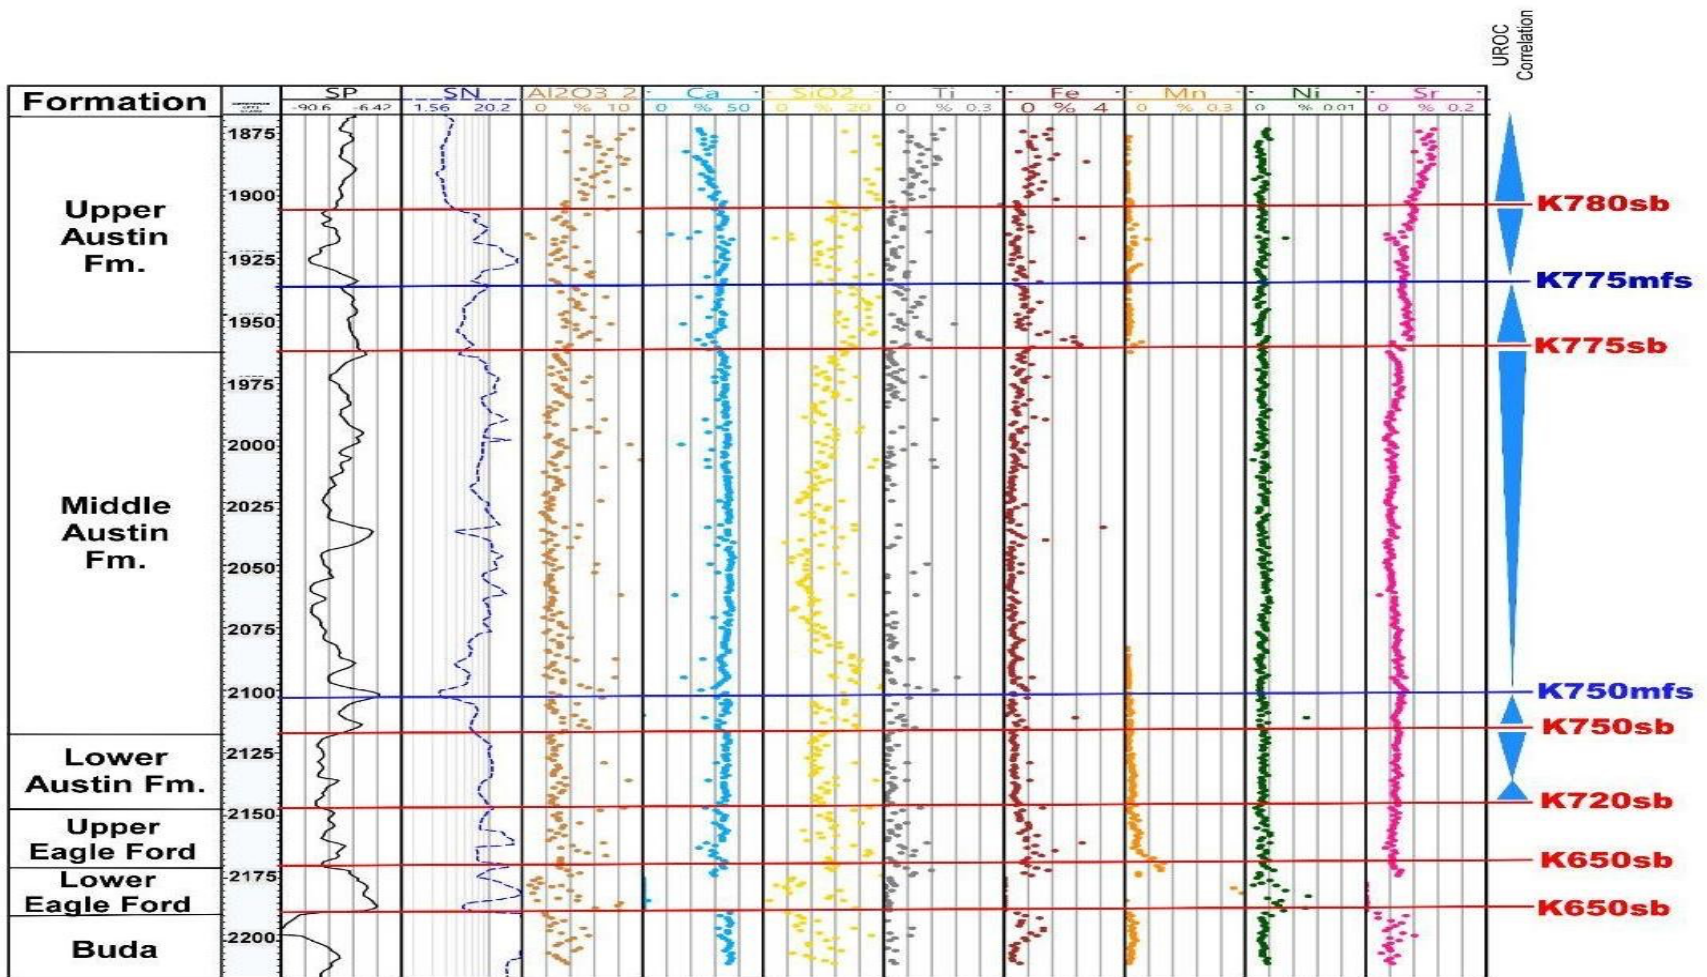 UROC
Correlation
Formation
SP
-90.6 -6.42
SN
1.56 20.2
Al2O3_2
0 10
Ca
0 % 50
SiO2
% 20
Ti
0 % 0.3
Fe
0 % 4
Mn
0 % 0.3
Ni
0 % 0.01
Sr
0 % 0.2
Upper
Austin
Fm.
Middle
Austin
Fm.
Lower
Austin Fm.
Upper
Eagle Ford
Lower
Eagle Ford
Buda
1875
1900
1925
1950
1975
2000
2025
2050
2075
2100
2125
2150
2175
2200
K780sb
K775mfs
K775sb
K750mfs
K750sb
K720sb
K650sb
K650sb